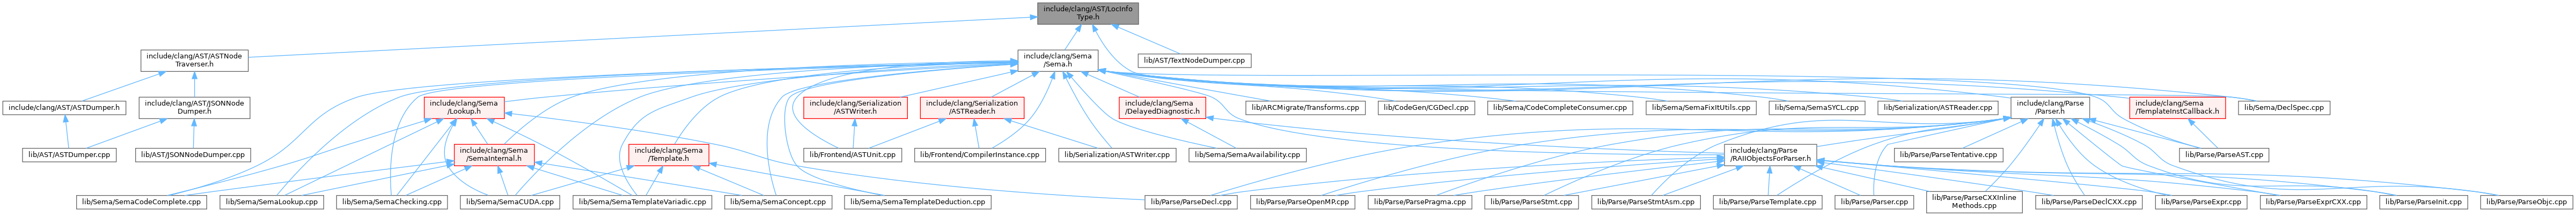 include/clang/AST/LocInfo
Type.h
include/clang/AST/ASTNode
Traverser.h
include/clang/Sema
/Sema.h
lib/AST/TextNodeDumper.cpp
include/clang/AST/ASTDumper.h
include/clang/AST/JSONNode
Dumper.h
include/clang/Sema
/Lookup.h
include/clang/Serialization
/ASTWriter.h
include/clang/Serialization
/ASTReader.h
include/clang/Sema
/DelayedDiagnostic.h
lib/ARCMigrate/Transforms.cpp
lib/CodeGen/CGDecl.cpp
lib/Sema/CodeCompleteConsumer.cpp
lib/Sema/SemaFixItUtils.cpp
lib/Sema/SemaSYCL.cpp
lib/Serialization/ASTReader.cpp
include/clang/Parse
/Parser.h
include/clang/Sema
/TemplateInstCallback.h
lib/Sema/DeclSpec.cpp
lib/AST/ASTDumper.cpp
lib/AST/JSONNodeDumper.cpp
include/clang/Sema
/SemaInternal.h
include/clang/Sema
/Template.h
lib/Frontend/ASTUnit.cpp
lib/Frontend/CompilerInstance.cpp
lib/Serialization/ASTWriter.cpp
lib/Sema/SemaAvailability.cpp
include/clang/Parse
/RAIIObjectsForParser.h
lib/Parse/ParseTentative.cpp
lib/Parse/ParseAST.cpp
lib/Sema/SemaCodeComplete.cpp
lib/Sema/SemaLookup.cpp
lib/Sema/SemaChecking.cpp
lib/Sema/SemaCUDA.cpp
lib/Sema/SemaTemplateVariadic.cpp
lib/Sema/SemaConcept.cpp
lib/Sema/SemaTemplateDeduction.cpp
lib/Parse/ParseDecl.cpp
lib/Parse/ParseOpenMP.cpp
lib/Parse/ParsePragma.cpp
lib/Parse/ParseStmt.cpp
lib/Parse/ParseStmtAsm.cpp
lib/Parse/ParseTemplate.cpp
lib/Parse/Parser.cpp
lib/Parse/ParseCXXInline
Methods.cpp
lib/Parse/ParseDeclCXX.cpp
lib/Parse/ParseExpr.cpp
lib/Parse/ParseExprCXX.cpp
lib/Parse/ParseInit.cpp
lib/Parse/ParseObjc.cpp